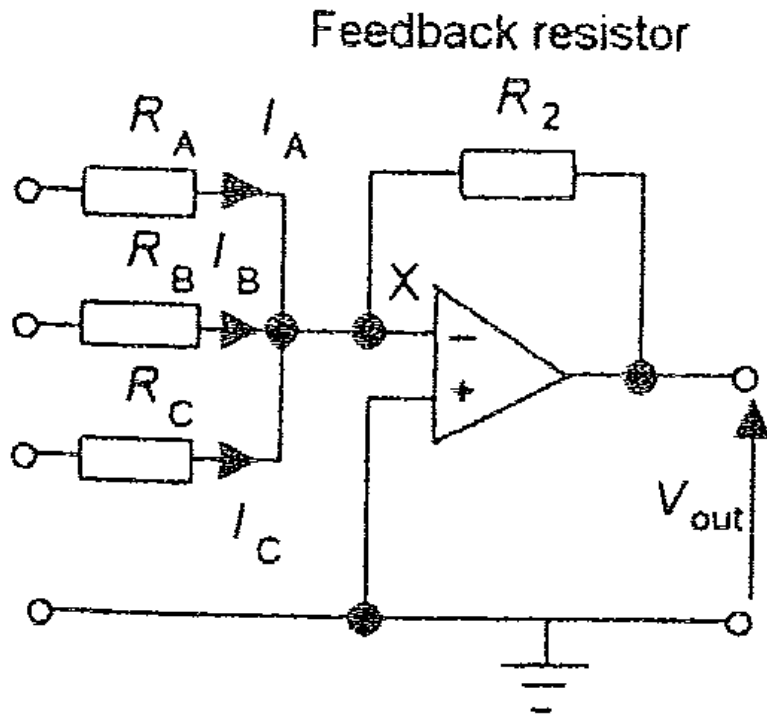 Feedback resistor
R2
RA IA
RB IB
X
−
+
RC
IC
Vout